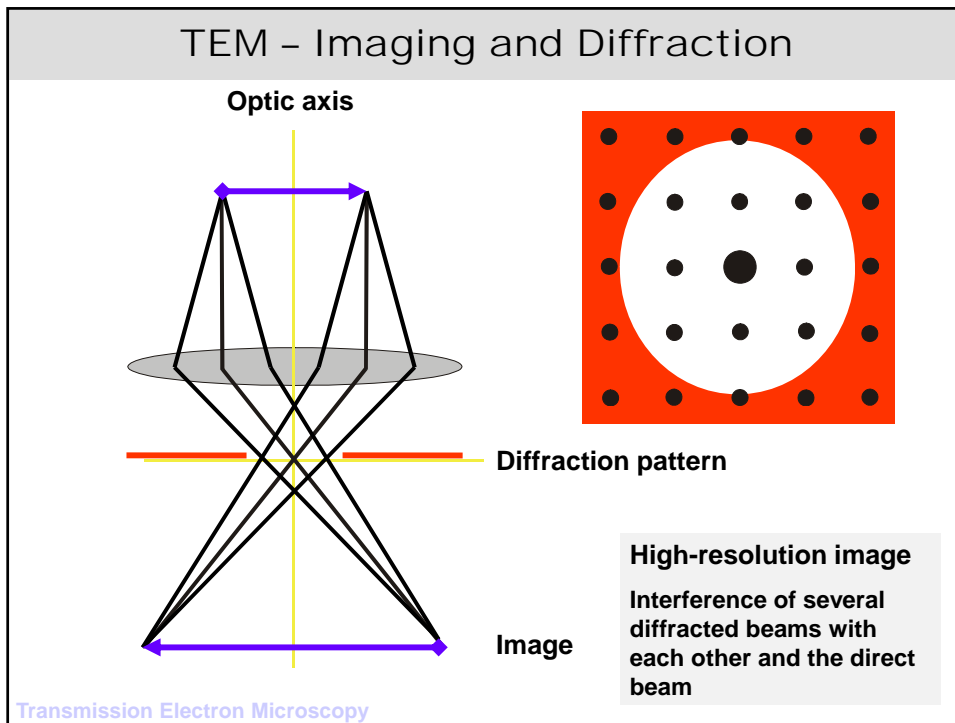 TEM – Imaging and Diffraction
Optic axis
Diffraction pattern
High-resolution image
Interference of several
diffracted beams with
each other and the direct
beam
Image
Transmission Electron Microscopy